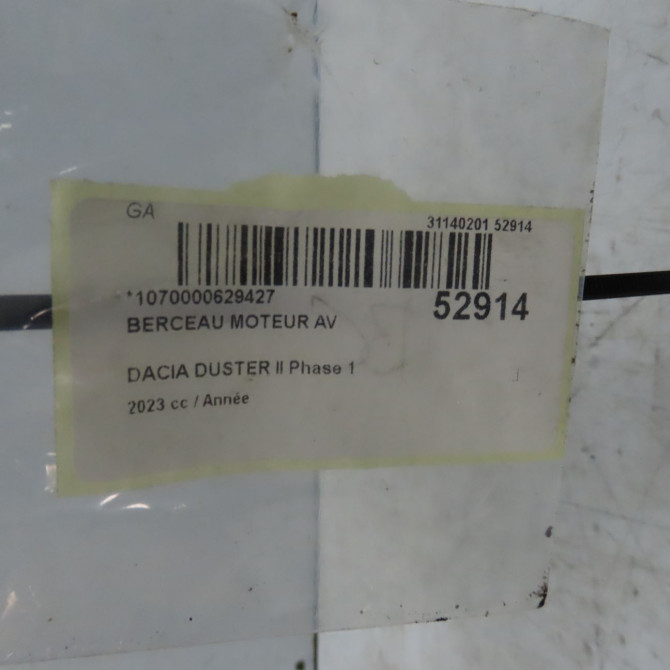 GA
31140201 52914
*1070000629427
52914
BERCEAU MOTEUR AV
DACIA DUSTER II Phase 1
2023 cc / Année